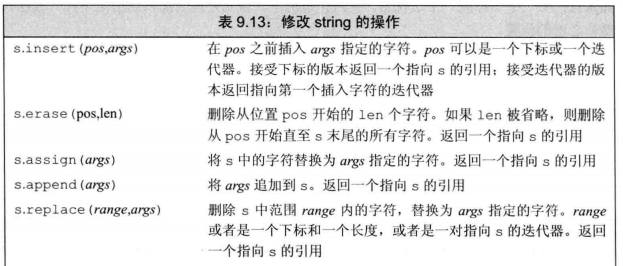 表 9.13：修改 string 的操作
s.insert(pos,args) 在 pos 之前插入 args 指定的字符。pos 可以是一个下标或一个迭
代器。接受下标的版本返回一个指向 s 的引用；接受迭代器的版
本返回指向第一个插入字符的迭代器
s.erase(pos,len) 删除从位置 pos 开始的 len 个字符。如果 len 被省略，则删除
从 pos 开始直至 s 末尾的所有字符。返回一个指向 s 的引用
s.assign(args) 将 s 中的字符替换为 args 指定的字符。返回一个指向 s 的引用
s.append(args) 将 args 追加到 s。返回一个指向 s 的引用
s.replace(range,args) 删除 s 中范围 range 内的字符，替换为 args 指定的字符。range
或者是一个下标和一个长度，或者是一对指向 s 的迭代器。返回
一个指向 s 的引用